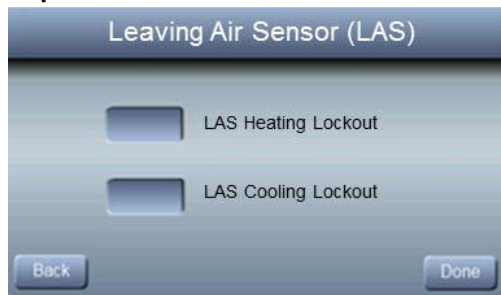 Leaving Air Sensor (LAS)
LAS Heating Lockout
LAS Cooling Lockout
Back
Done